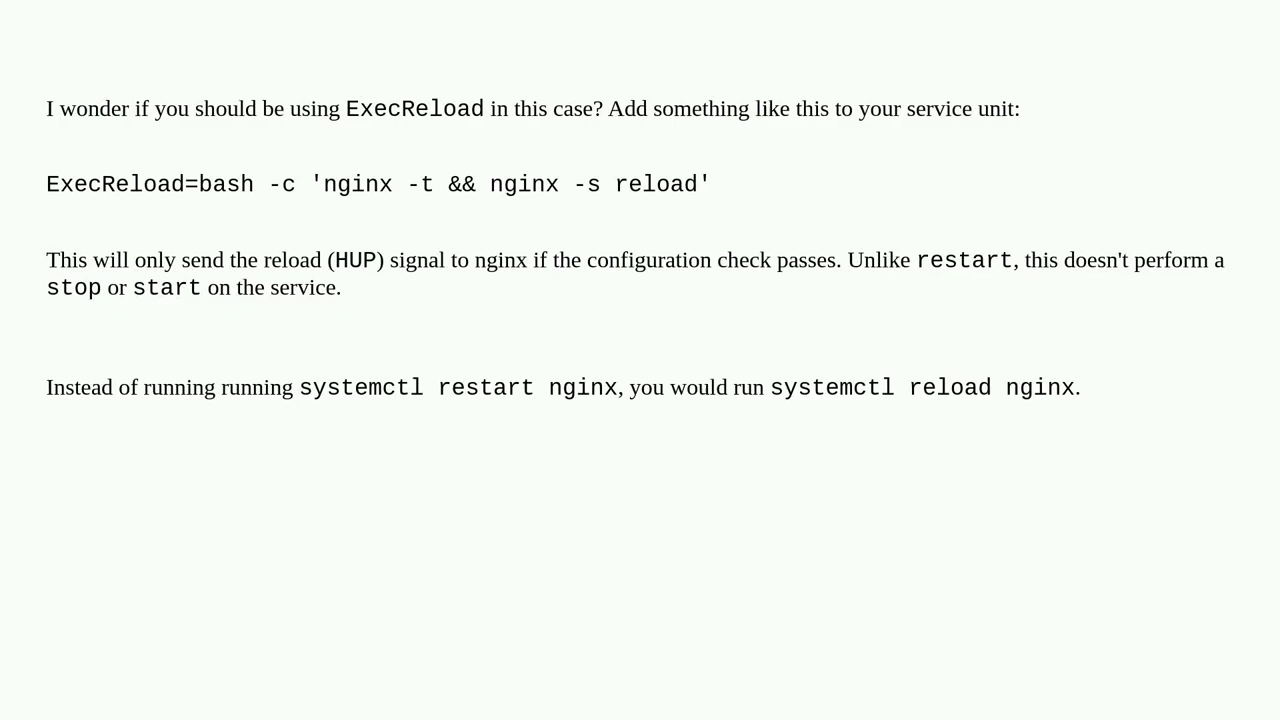 I wonder if you should be using ExecReload in this case? Add something like this to your service unit:
ExecReload=bash -c 'nginx -t && nginx -s reload'
This will only send the reload (HUP) signal to nginx if the configuration check passes. Unlike restart, this doesn't perform a
stop or start on the service.
Instead of running running systemctl restart nginx, you would run systemctl reload nginx.